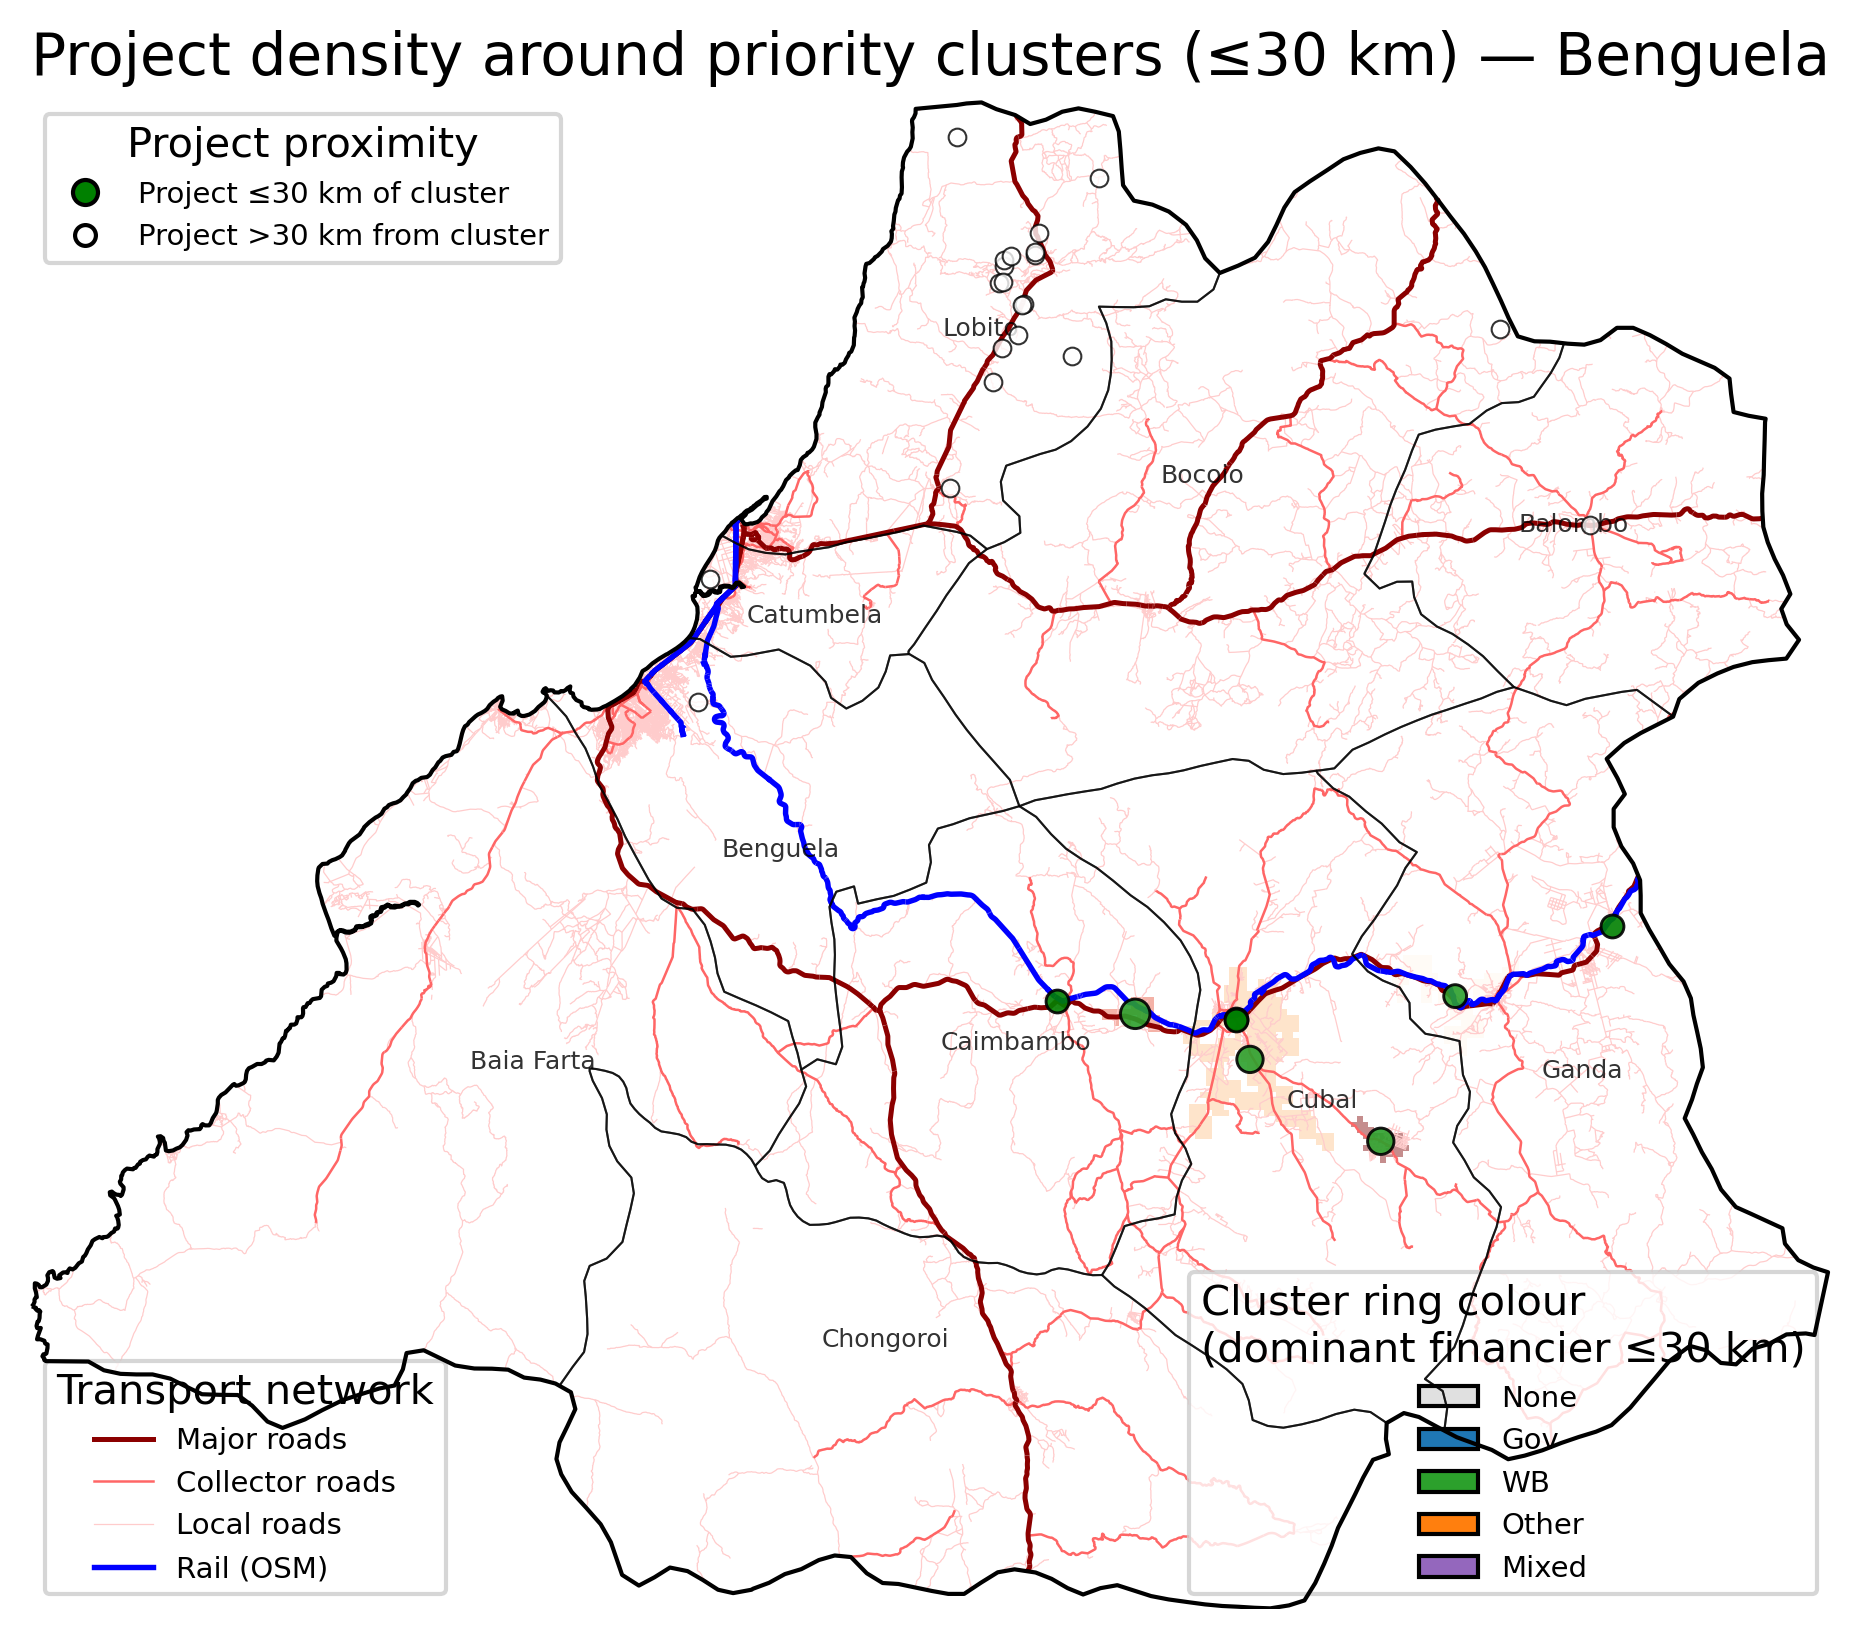 Project density around priority clusters (≤30 km) — Benguela
Project proximity
Project ≤30 km of cluster
Project >30 km from cluster
Lobito
Bocoio
Balombo
Catumbela
Benguela
Caimbambo
Baia Farta
Ganda
Cubal
Chongoroi
Transport network
Major roads
Collector roads
Local roads
Rail (OSM)
Cluster ring colour
(dominant financier ≤30 km)
None
Gov
WB
Other
Mixed